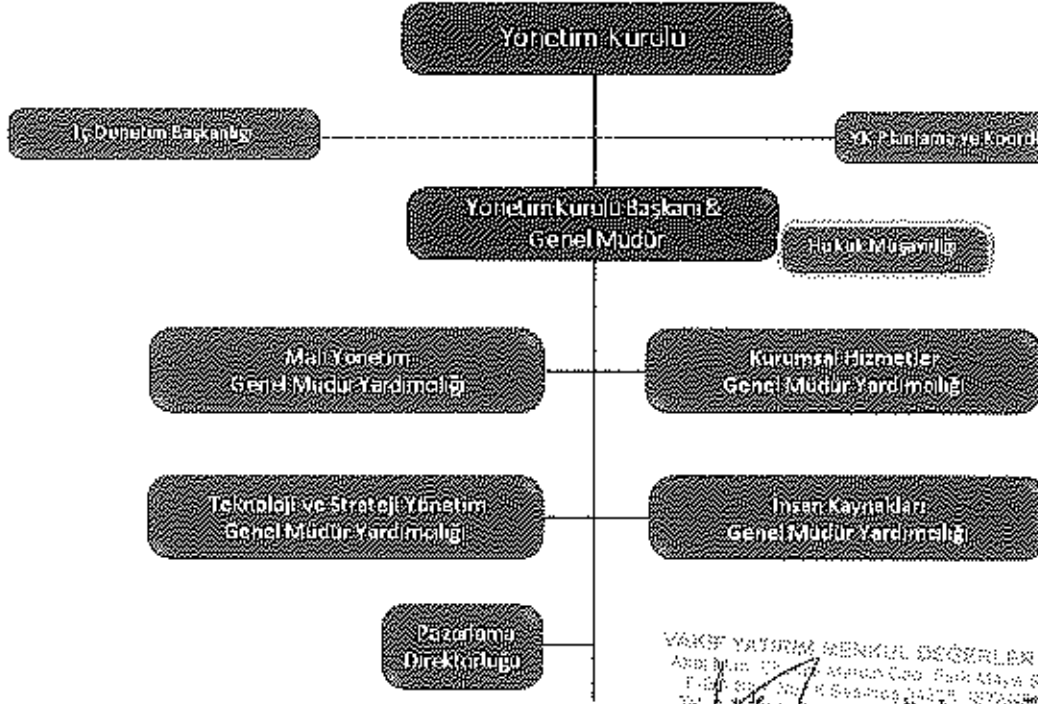 Yönetim Kurulu
İç Denetim Başkanlığı
YK Planlama ve Koordi
Yönetim Kurulu Başkanı &
Genel Müdür
Hukuk Müşavirliği
Mali Yönetim
Genel Müdür Yardımcılığı
Kurumsal Hizmetler
Genel Müdür Yardımcılığı
Teknoloji ve Strateji Yönetim
Genel Müdür Yardımcılığı
İnsan Kaynakları
Genel Müdür Yardımcılığı
Pazarlama
Direktörlüğü
VAKIF YATIRIM MENKUL DEĞERLER